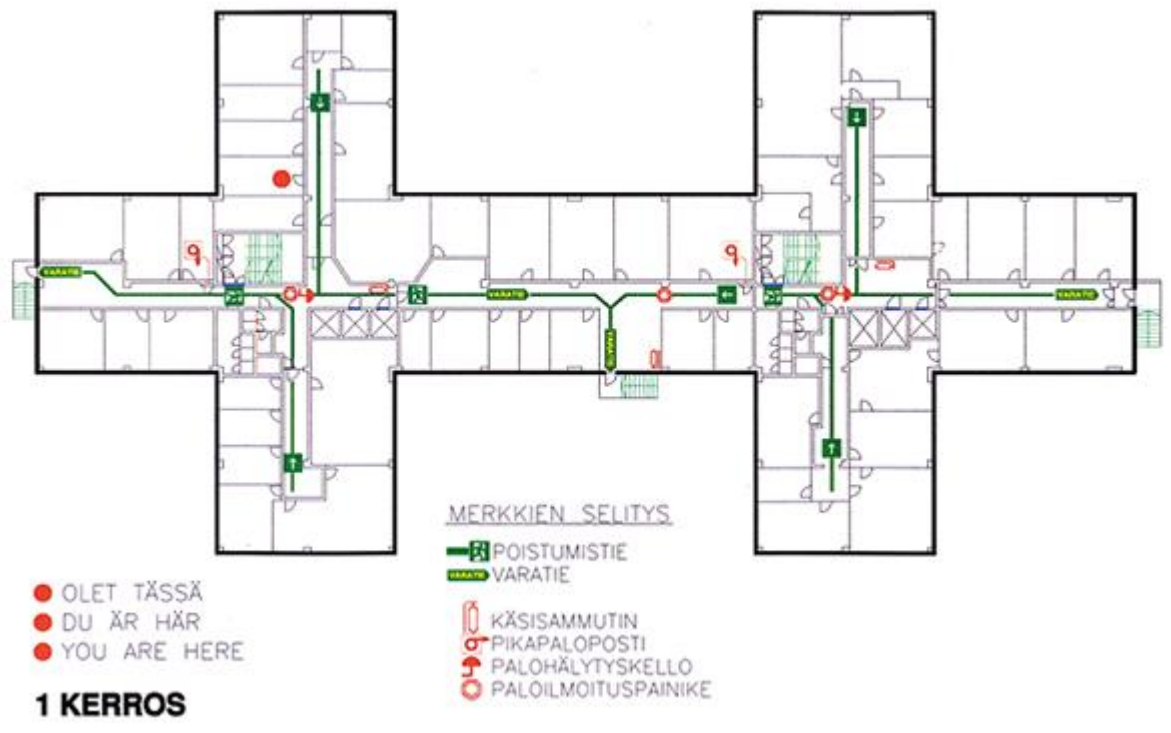 VARATIE
VARATIE
VARATIE
VARATIE
MERKKIEN SELITYS
POISTUMISTIE
VARATIE VARATIE
KÄSISAMMUTIN
PIKAPALOPOSTI
PALOHÄLYTYSKELLO
PALOILMOITUSPAINIKE
OLET TÄSSÄ
DU ÄR HÄR
YOU ARE HERE
1 KERROS